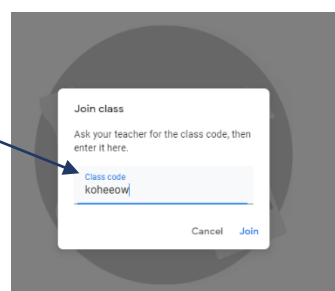 Join class
Ask your teacher for the class code, then
enter it here.
Class code
koheeow
Cancel Join